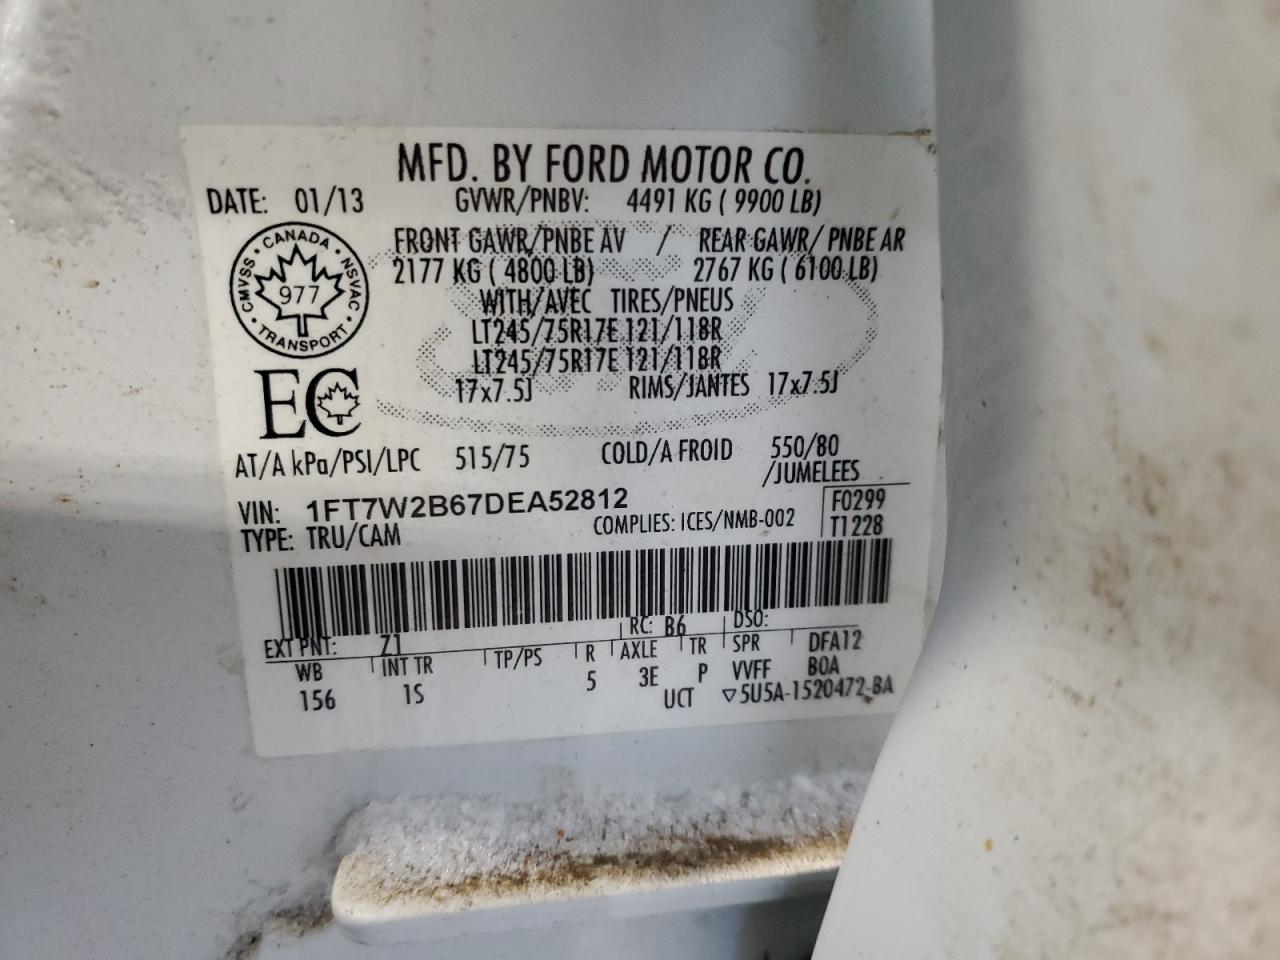 MFD. BY FORD MOTOR CO.
DATE: 01/13 GVWR/PNBV: 4491 KG ( 9900 LB)
FRONT GAWR/PNBE AV / REAR GAWR/ PNBE AR
2177 KG ( 4800 LB) 2767 KG ( 6100 LB)
WITH/AVEC TIRES/PNEUS
LT245/75R17E 121/118R
LT245/75R17E 121/118R
17x7.5J RIMS/JANTES 17x7.5J
CANADA • NSVAC • TRANSPORT • CMVSS •
977
EC
AT/A kPa/PSI/LPC 515/75 COLD/A FROID 550/80
/JUMELEES
VIN: 1FT7W2B67DEA52812 F0299
TYPE: TRU/CAM COMPLIES: ICES/NMB-002 T1228
EXT PNT: Z1 RC: B6 DSO:
WB INT TR TP/PS R AXLE TR SPR DFA12
156 1S 5 3E P VVFF B0A
UCT ▽5U5A-1520472-BA